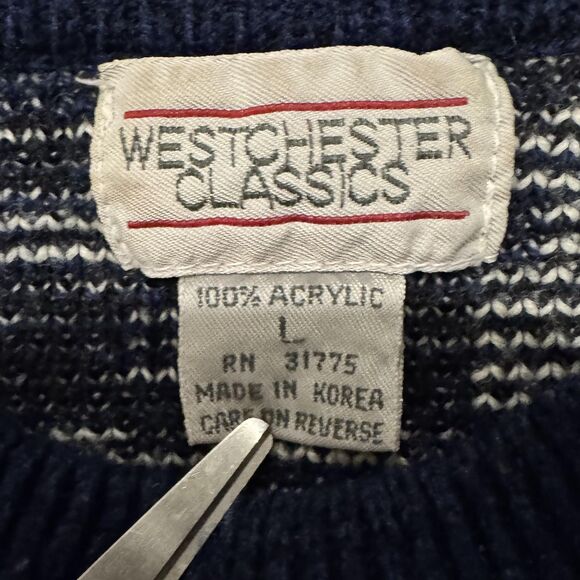 WESTCHESTER
CLASSICS
100% ACRYLIC
L
RN 31775
MADE IN KOREA
CARE ON REVERSE